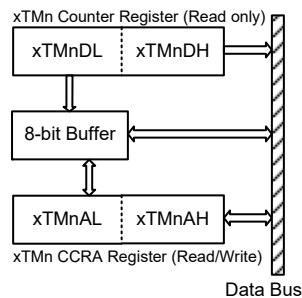 xTMn Counter Register (Read only)
xTMnDL xTMnDH
8-bit Buffer
xTMnAL xTMnAH
xTMn CCRA Register (Read/Write)
Data Bus